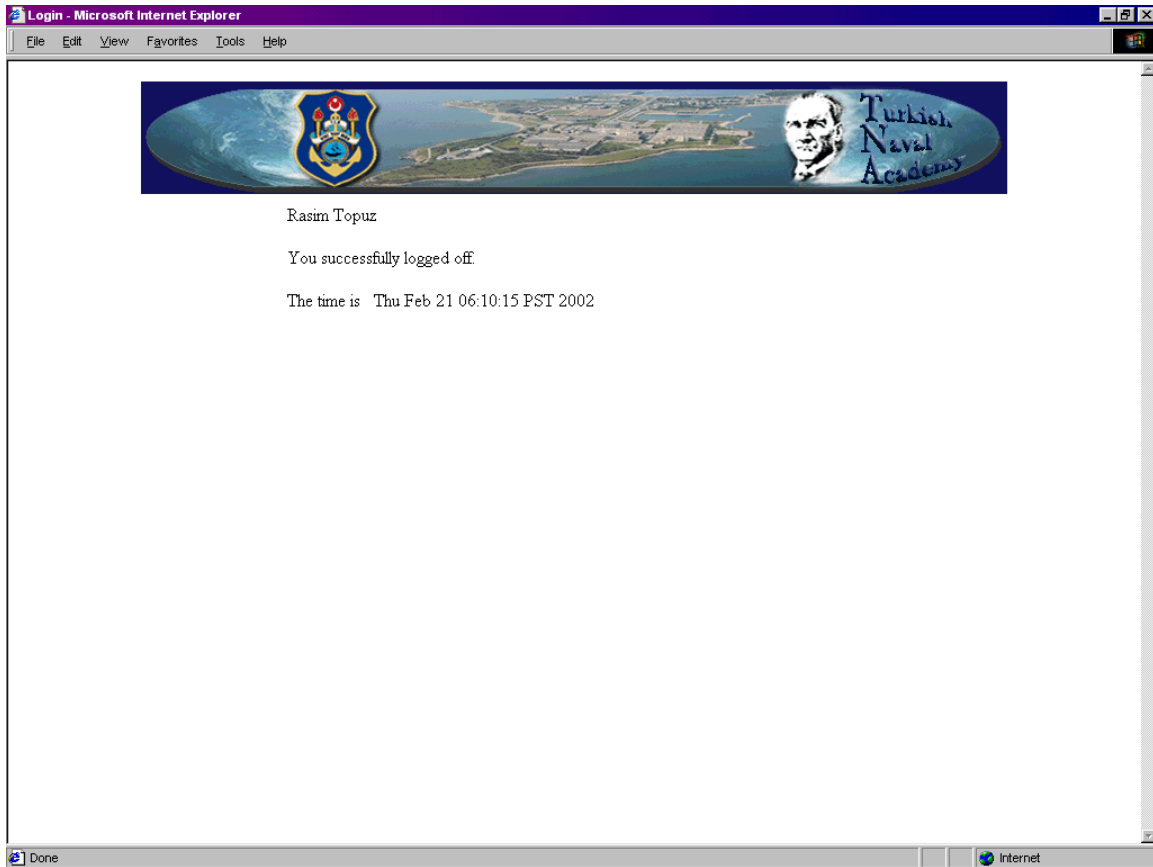 Login - Microsoft Internet Explorer
File Edit View Favorites Tools Help
Turkish
Naval
Academy
Rasim Topuz
You successfully logged off.
The time is Thu Feb 21 06:10:15 PST 2002
Done
Internet